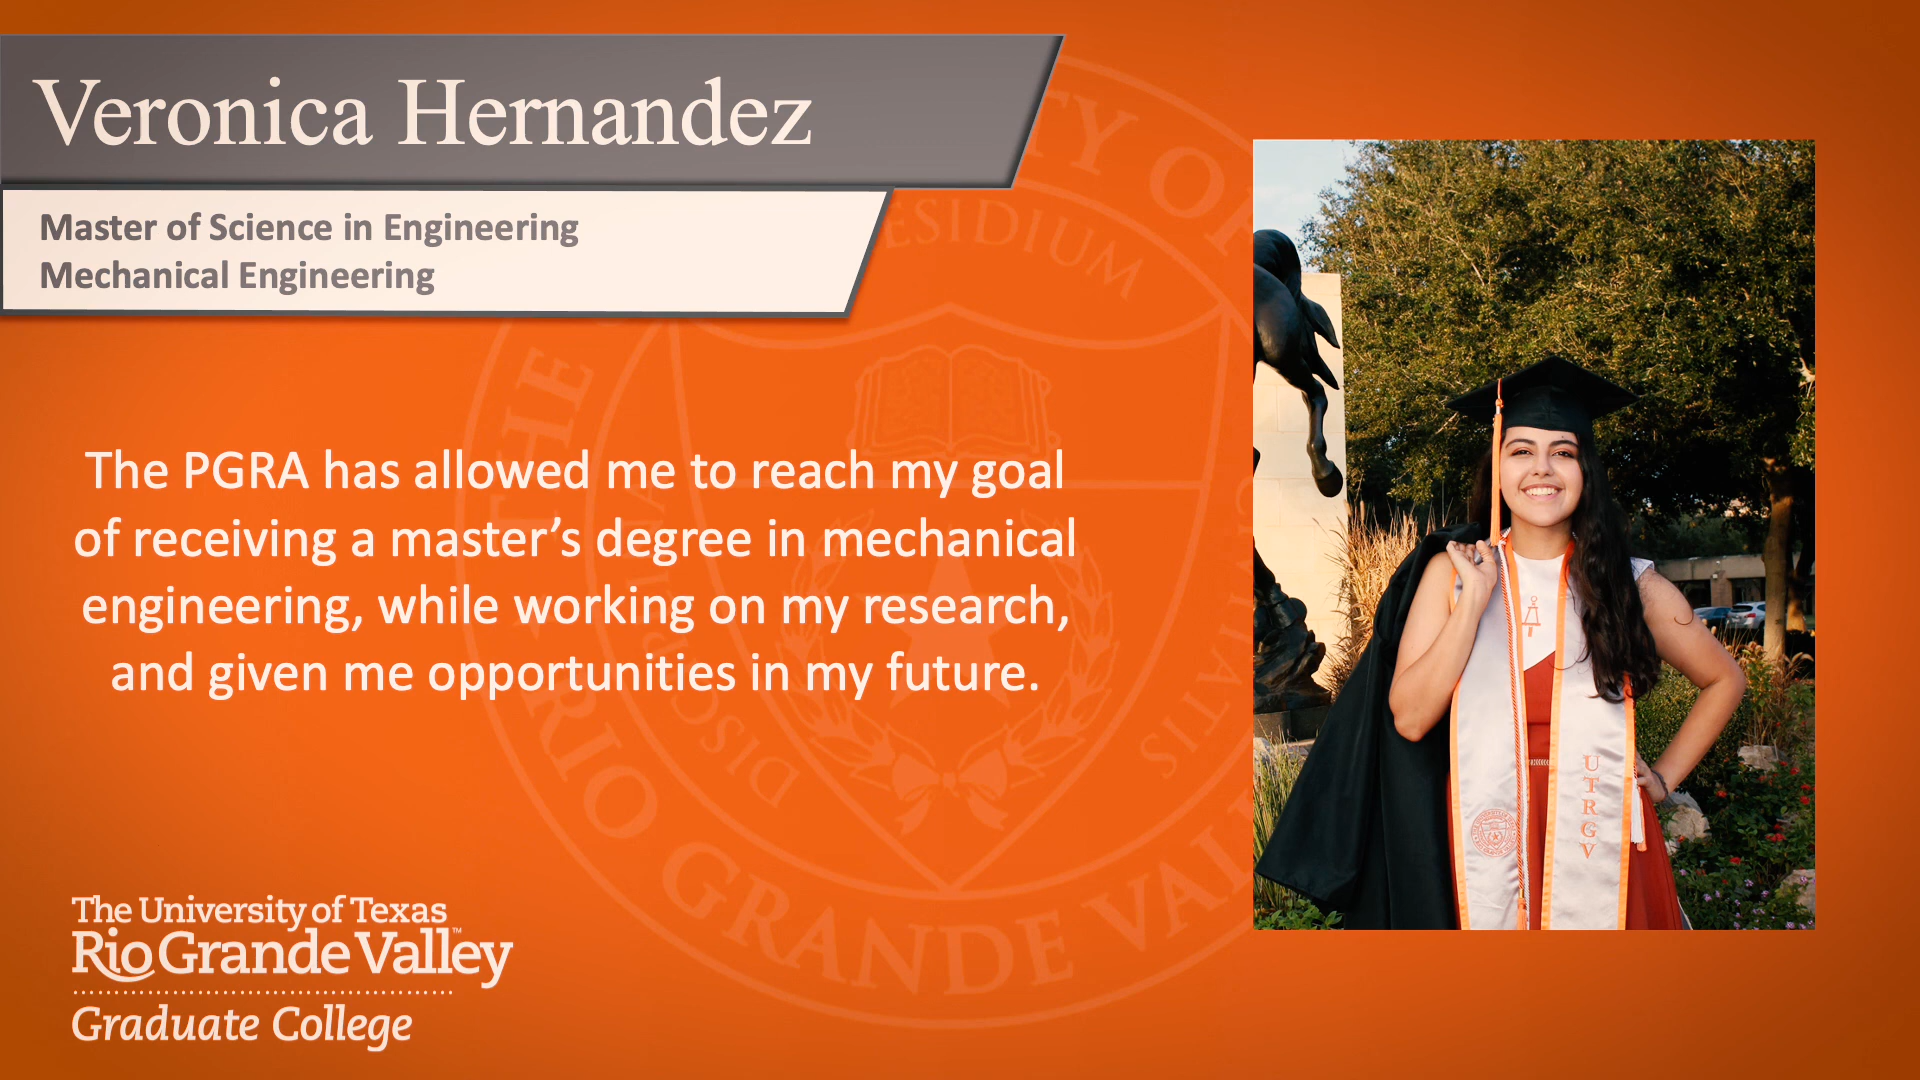 Veronica Hernandez
Master of Science in Engineering
Mechanical Engineering
The PGRA has allowed me to reach my goal
of receiving a master’s degree in mechanical
engineering, while working on my research,
and given me opportunities in my future.
The University of Texas
Rio Grande Valley™
Graduate College
UTRGV